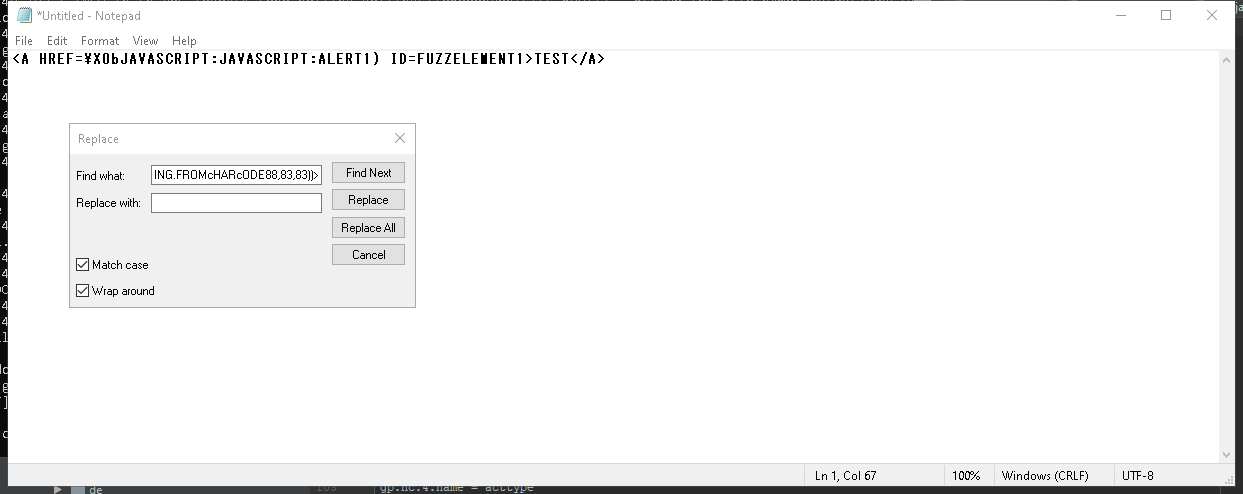 *Untitled - Notepad
File Edit Format View Help
<A HREF=¥X0bJAVASCRIPT:JAVASCRIPT:ALERT1) ID=FUZZELEMENT1>TEST</A>
Replace
Find what: ING.FROMcHARcODE88,83,83))> Find Next
Replace with: Replace
Replace All
Match case Cancel
Wrap around
Ln 1, Col 67 100% Windows (CRLF) UTF-8
de gp.nc.4.name = acttype